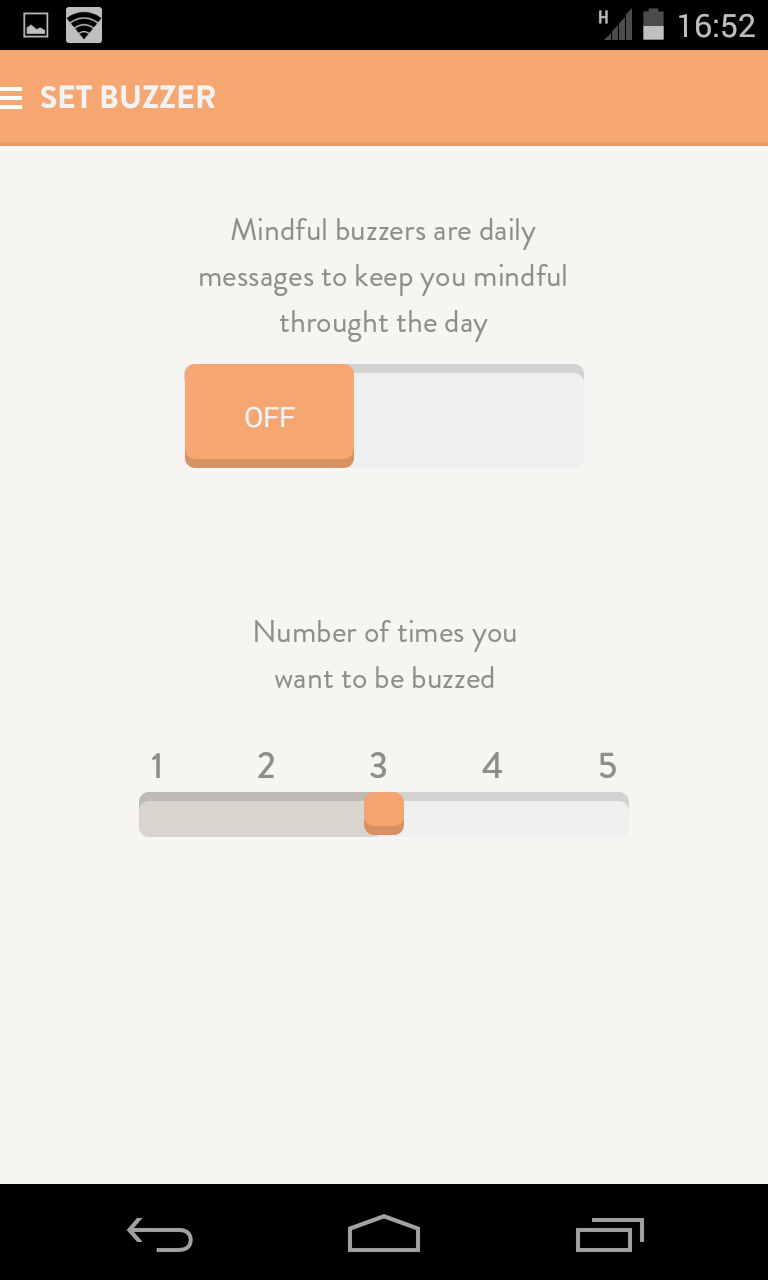 H 16:52
SET BUZZER
Mindful buzzers are daily
messages to keep you mindful
throught the day
OFF
Number of times you
want to be buzzed
1 2 3 4 5